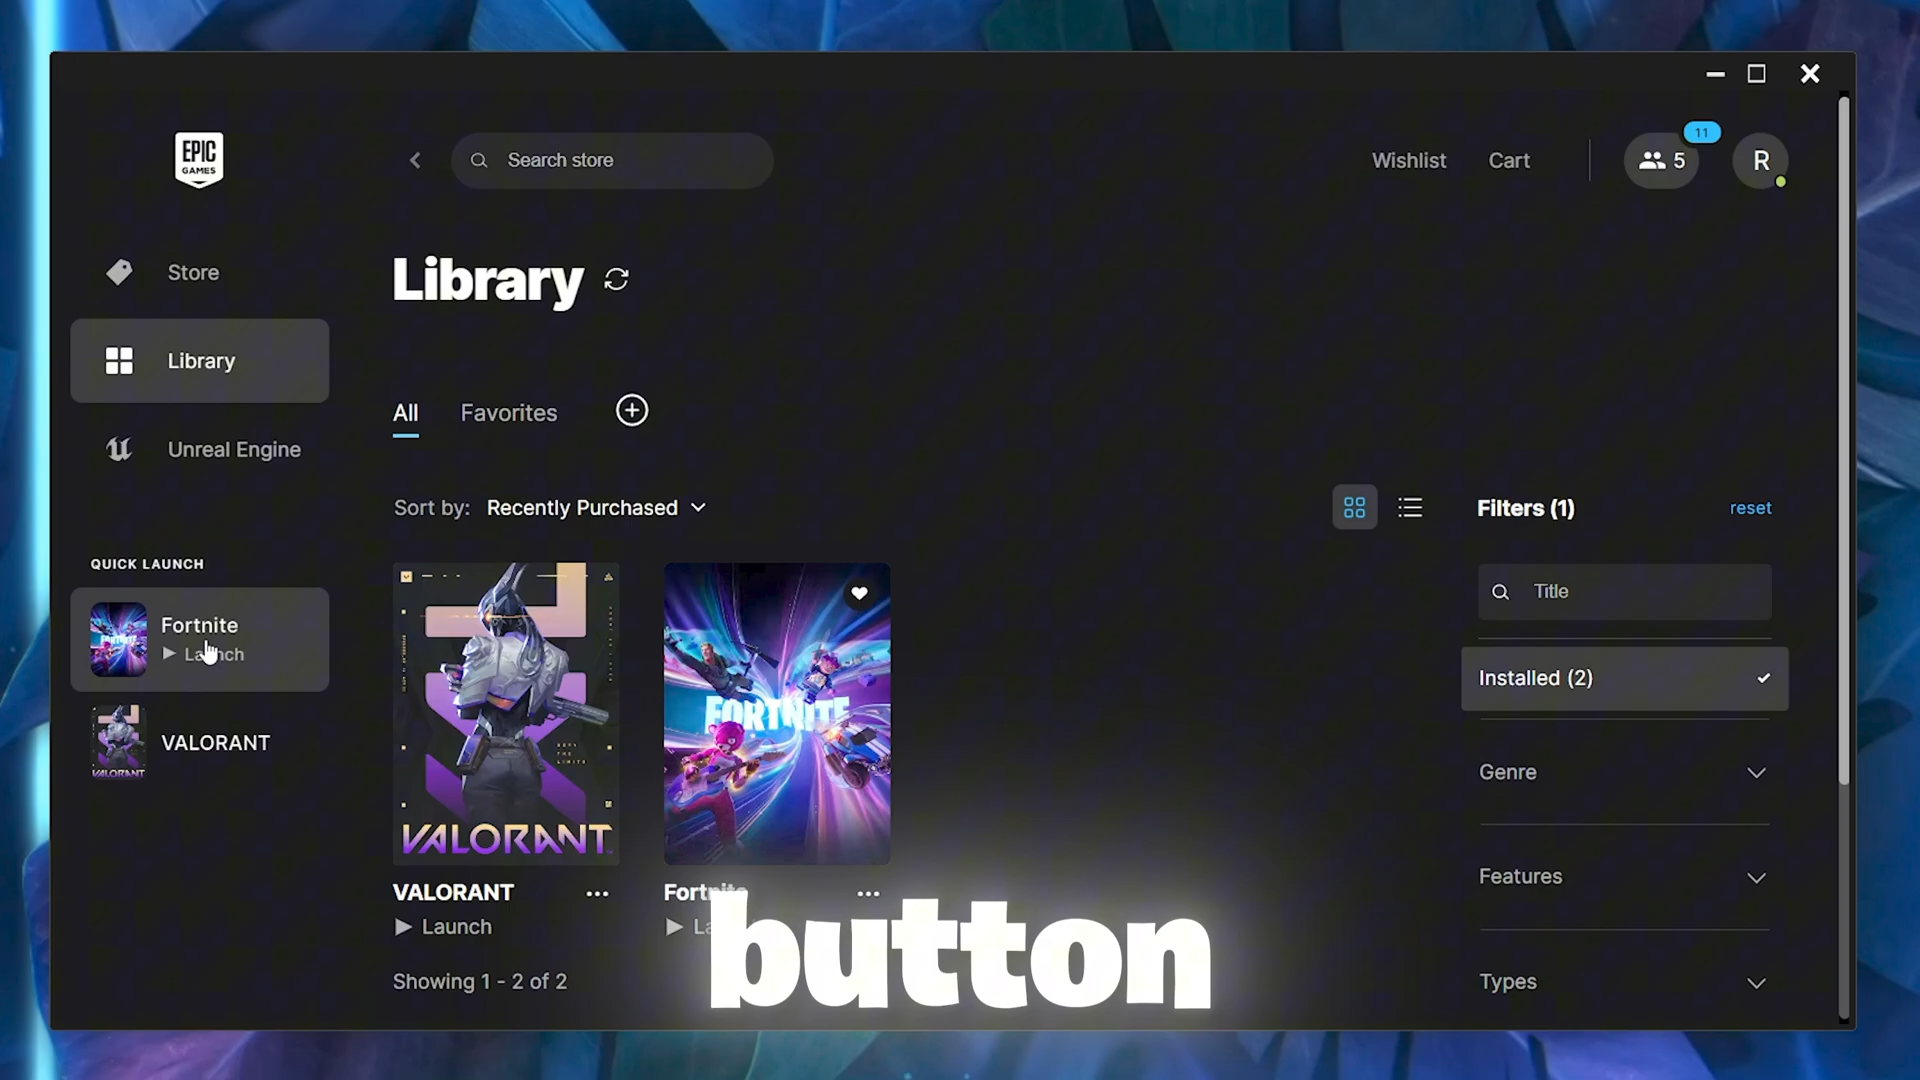 EPIC
GAMES
Search store
Wishlist
Cart
5
11
R
Store
Library
Unreal Engine
QUICK LAUNCH
Fortnite
Launch
VALORANT
VALORANT
Library
All
Favorites
Sort by: Recently Purchased
VALORANT
FORTNITE
VALORANT
Launch
Fortnite
Showing 1 - 2 of 2
Filters (1)
reset
Title
Installed (2)
Genre
Features
Types
button